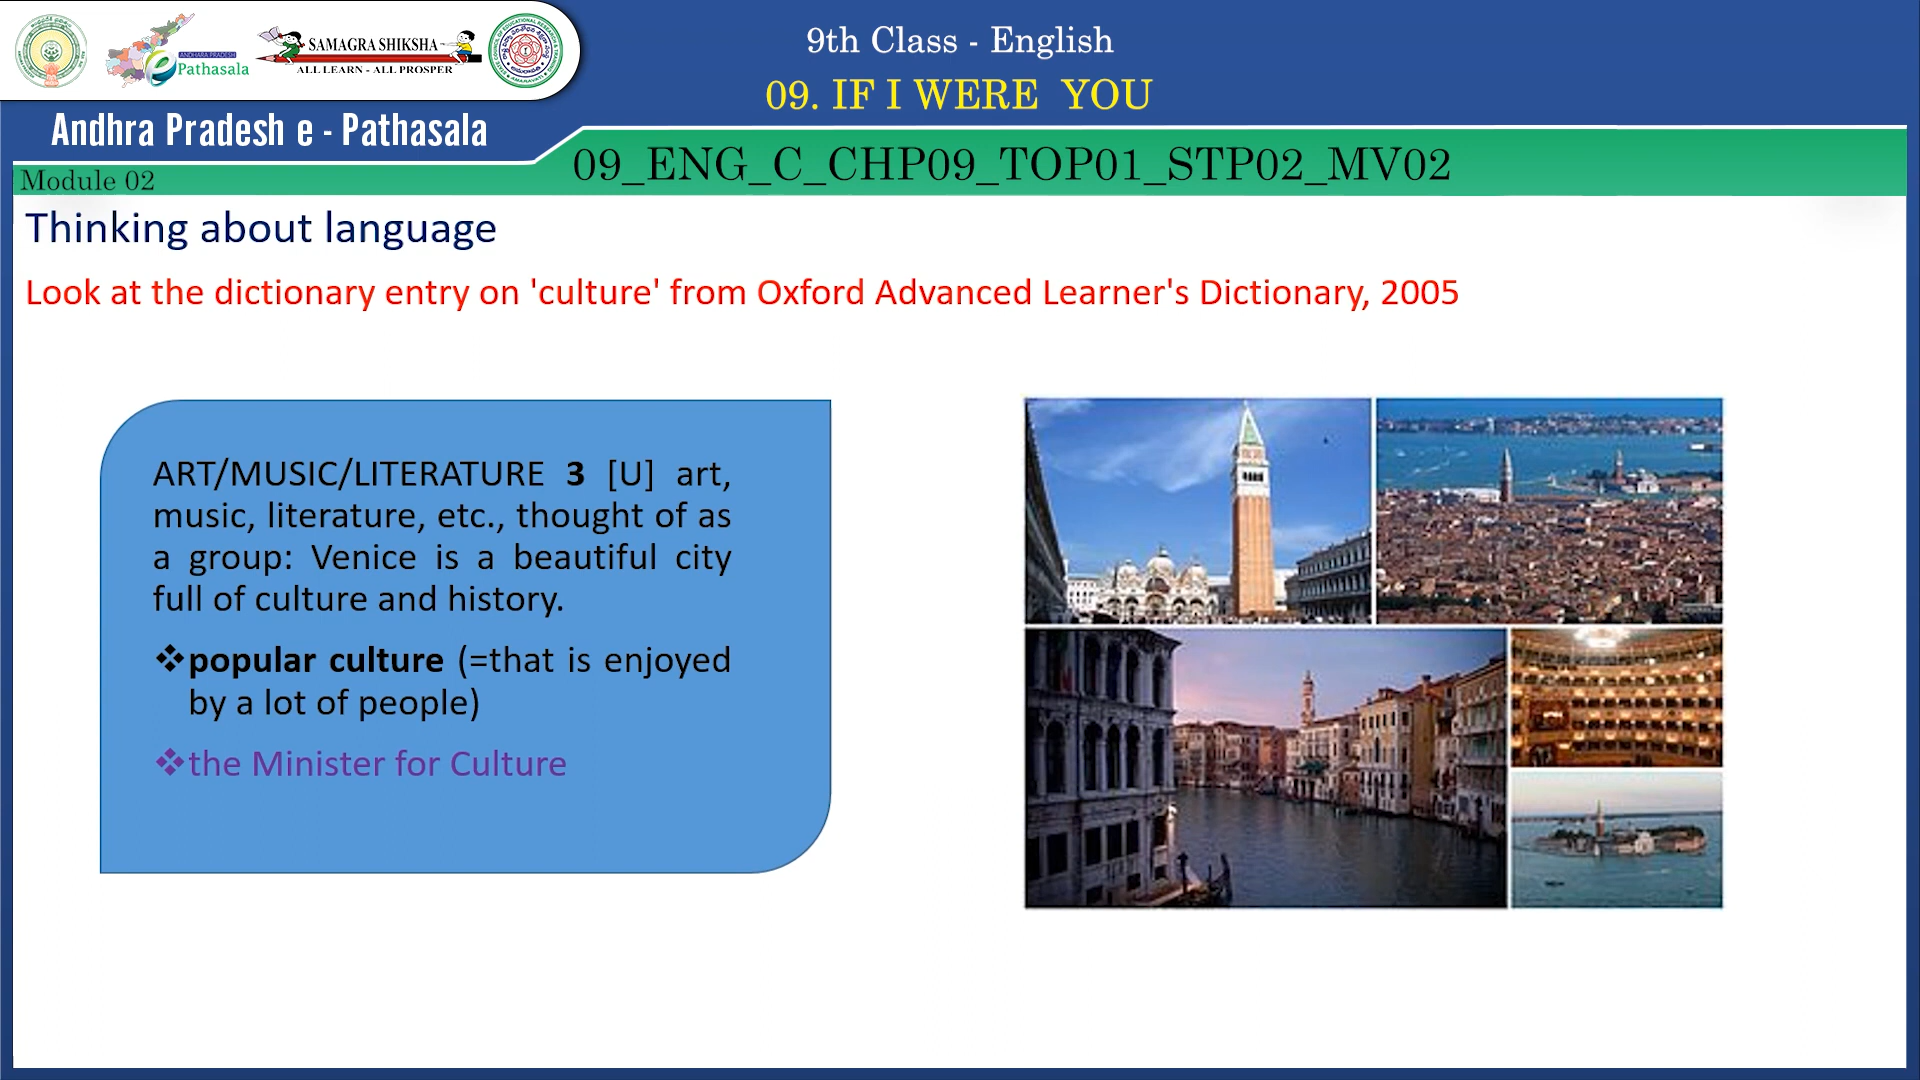 ANDHRA PRADESH
e Pathasala
SAMAGRA SHIKSHA
ALL LEARN - ALL PROSPER
9th Class - English
09. IF I WERE YOU
Andhra Pradesh e - Pathasala
09_ENG_C_CHP09_TOP01_STP02_MV02
Module 02
Thinking about language
Look at the dictionary entry on 'culture' from Oxford Advanced Learner's Dictionary, 2005
ART/MUSIC/LITERATURE 3 [U] art,
music, literature, etc., thought of as
a group: Venice is a beautiful city
full of culture and history.
❖popular culture (=that is enjoyed
by a lot of people)
❖the Minister for Culture